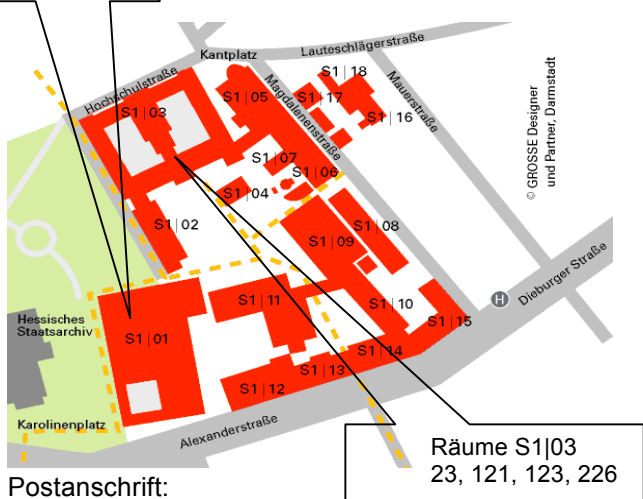 Lauteschlägerstraße
Kantplatz
Hochschulstraße
S1|18
S1|05
S1|17
S1|03
Magdalenenstraße
Mauerstraße
S1|16
© GROSSE Designer
und Partner, Darmstadt
S1|07
S1|06
S1|04
S1|02
S1|08
S1|09
Dieburger Straße
H
S1|11
S1|10
Hessisches
Staatsarchiv
S1|01
S1|15
S1|14
S1|13
S1|12
Karolinenplatz
Alexanderstraße
Räume S1|03
23, 121, 123, 226
Postanschrift: